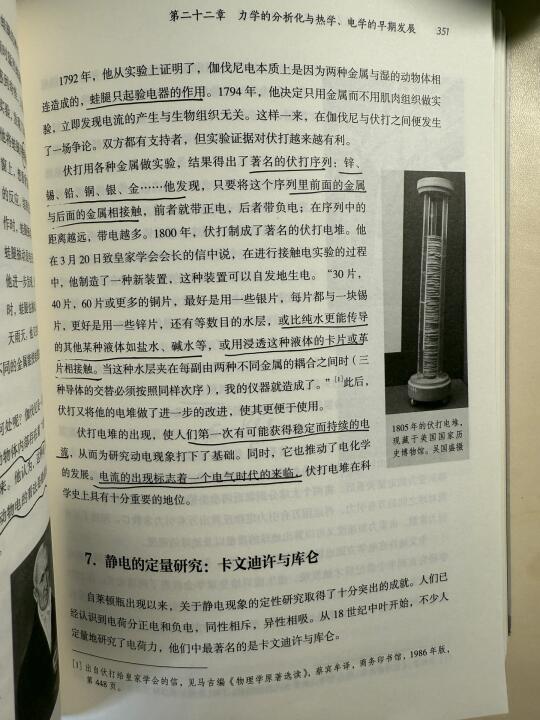 第二十二章 力学的分析化与热学、电学的早期发展 351
1792 年，他从实验上证明了，伽伐尼电本质上是因为两种金属与湿的动物体相
连造成的，蛙腿只起验电器的作用。1794 年，他决定只用金属而不用肌肉组织做实
验，立即发现电流的产生与生物组织无关。这样一来，在伽伐尼与伏打之间便发生
了一场争论。双方都有支持者，但实验证据对伏打越来越有利。
伏打用各种金属做实验，结果得出了著名的伏打序列：锌、
锡、铅、铜、银、金……他发现，只要将这个序列里前面的金属
与后面的金属相接触，前者就带正电，后者带负电；在序列中的
距离越远，带电越多。1800 年，伏打制成了著名的伏打电堆。他
在 3 月 20 日致皇家学会会长的信中说，在进行接触电实验的过程
中，他制造了一种新装置，这种装置可以自发地生电。“30 片，
40 片，60 片或更多的铜片，最好是用一些银片，每片都与一块锡
片，更好是用一些锌片，还有等数目的水层，或比纯水更能传导
的其他某种液体如盐水、碱水等，或用浸透这种液体的卡片或革
片相接触。当这种水层夹在每副由两种不同金属的耦合之间时（三
种导体的交替必须按照同样次序），我的仪器就造成了。”[1]此后，
伏打又将他的电堆做了进一步的改进，使其更便于使用。
伏打电堆的出现，使人们第一次有可能获得稳定而持续的电
流，从而为研究动电现象打下了基础。同时，它也推动了电化学
的发展。电流的出现标志着一个电气时代的来临，伏打电堆在科
学史上具有十分重要的地位。
1805 年的伏打电堆，
现藏于美国国家历
史博物馆。吴国盛摄
7. 静电的定量研究：卡文迪许与库仑
自莱顿瓶出现以来，关于静电现象的定性研究取得了十分突出的成就。人们已
经认识到电荷分正电和负电，同性相斥，异性相吸。从 18 世纪中叶开始，不少人
定量地研究了电荷力，他们中最著名的是卡文迪许与库仑。
[1] 出自伏打给皇家学会的信，见马吉编《物理学原著选读》，蔡宾牟译，商务印书馆，1986 年版，
第 448 页。